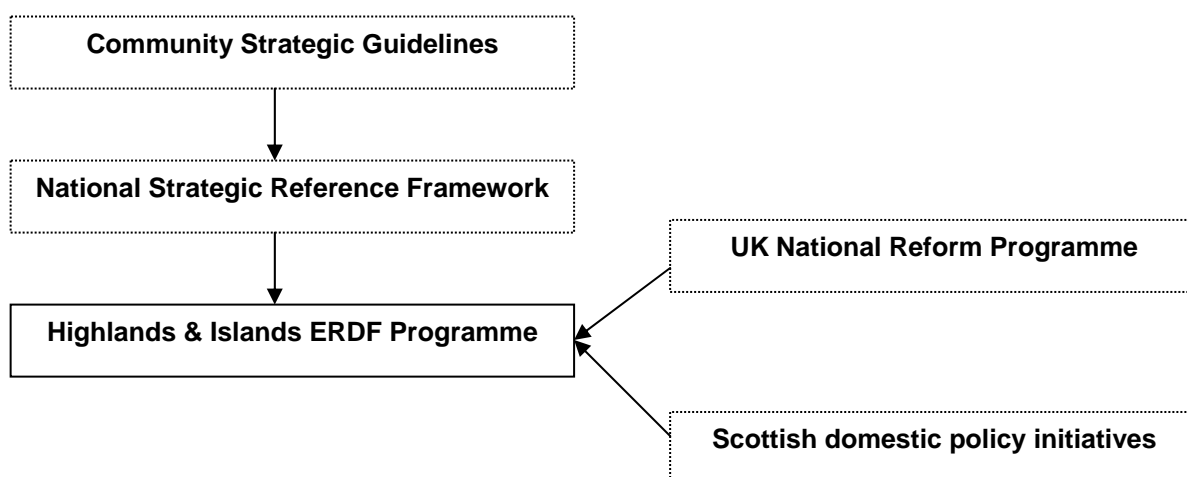 Community Strategic Guidelines
National Strategic Reference Framework
UK National Reform Programme
Highlands & Islands ERDF Programme
Scottish domestic policy initiatives